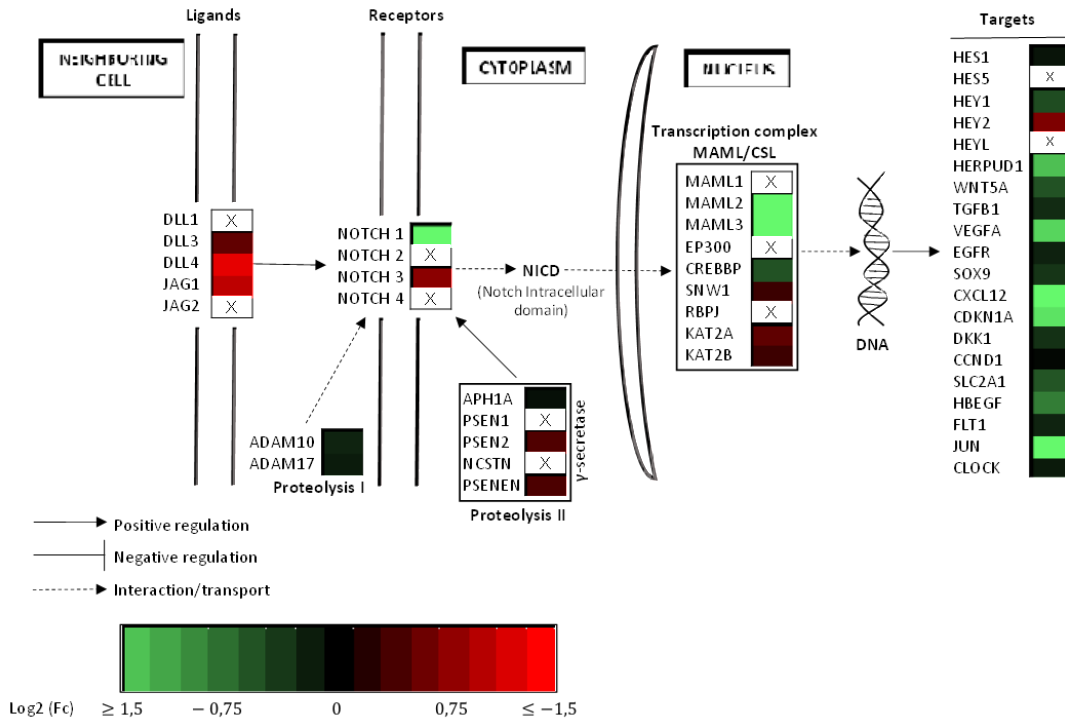 Ligands
Receptors
Targets
NEIGHBORING
CELL
CYTOPLASM
NUCLEUS
Transcription complex
MAML/CSL
DLL1 X
DLL3
DLL4
JAG1
JAG2 X
NOTCH 1
NOTCH 2 X
NOTCH 3
NOTCH 4 X
NICD
(Notch Intracellular
domain)
MAML1 X
MAML2
MAML3
EP300 X
CREBBP
SNW1
RBPJ X
KAT2A
KAT2B
DNA
HES1
HES5 X
HEY1
HEY2
HEYL X
HERPUD1
WNT5A
TGFB1
VEGFA
EGFR
SOX9
CXCL12
CDKN1A
DKK1
CCND1
SLC2A1
HBEGF
FLT1
JUN
CLOCK
ADAM10
ADAM17
Proteolysis I
APH1A
PSEN1 X
PSEN2
NCSTN X
PSENEN
γ-secretase
Proteolysis II
Positive regulation
Negative regulation
Interaction/transport
Log2 (Fc) ≥ 1,5 − 0,75 0 0,75 ≤ −1,5